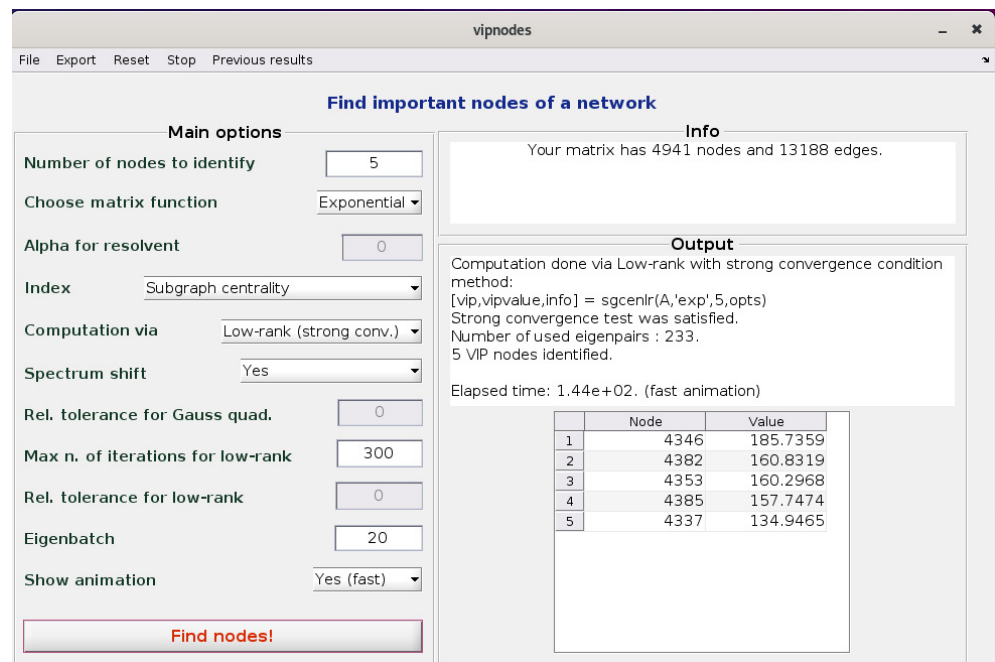 vipnodes
File Export Reset Stop Previous results
Find important nodes of a network
Main options
Number of nodes to identify 5
Choose matrix function Exponential
Alpha for resolvent 0
Index Subgraph centrality
Computation via Low-rank (strong conv.)
Spectrum shift Yes
Rel. tolerance for Gauss quad. 0
Max n. of iterations for low-rank 300
Rel. tolerance for low-rank 0
Eigenbatch 20
Show animation Yes (fast)
Find nodes!
Info
Your matrix has 4941 nodes and 13188 edges.
Output
Computation done via Low-rank with strong convergence condition
method:
[vip,vipvalue,info] = sgcenlr(A,'exp',5,opts)
Strong convergence test was satisfied.
Number of used eigenpairs : 233.
5 VIP nodes identified.
Elapsed time: 1.44e+02. (fast animation)
Node Value
1 4346 185.7359
2 4382 160.8319
3 4353 160.2968
4 4385 157.7474
5 4337 134.9465